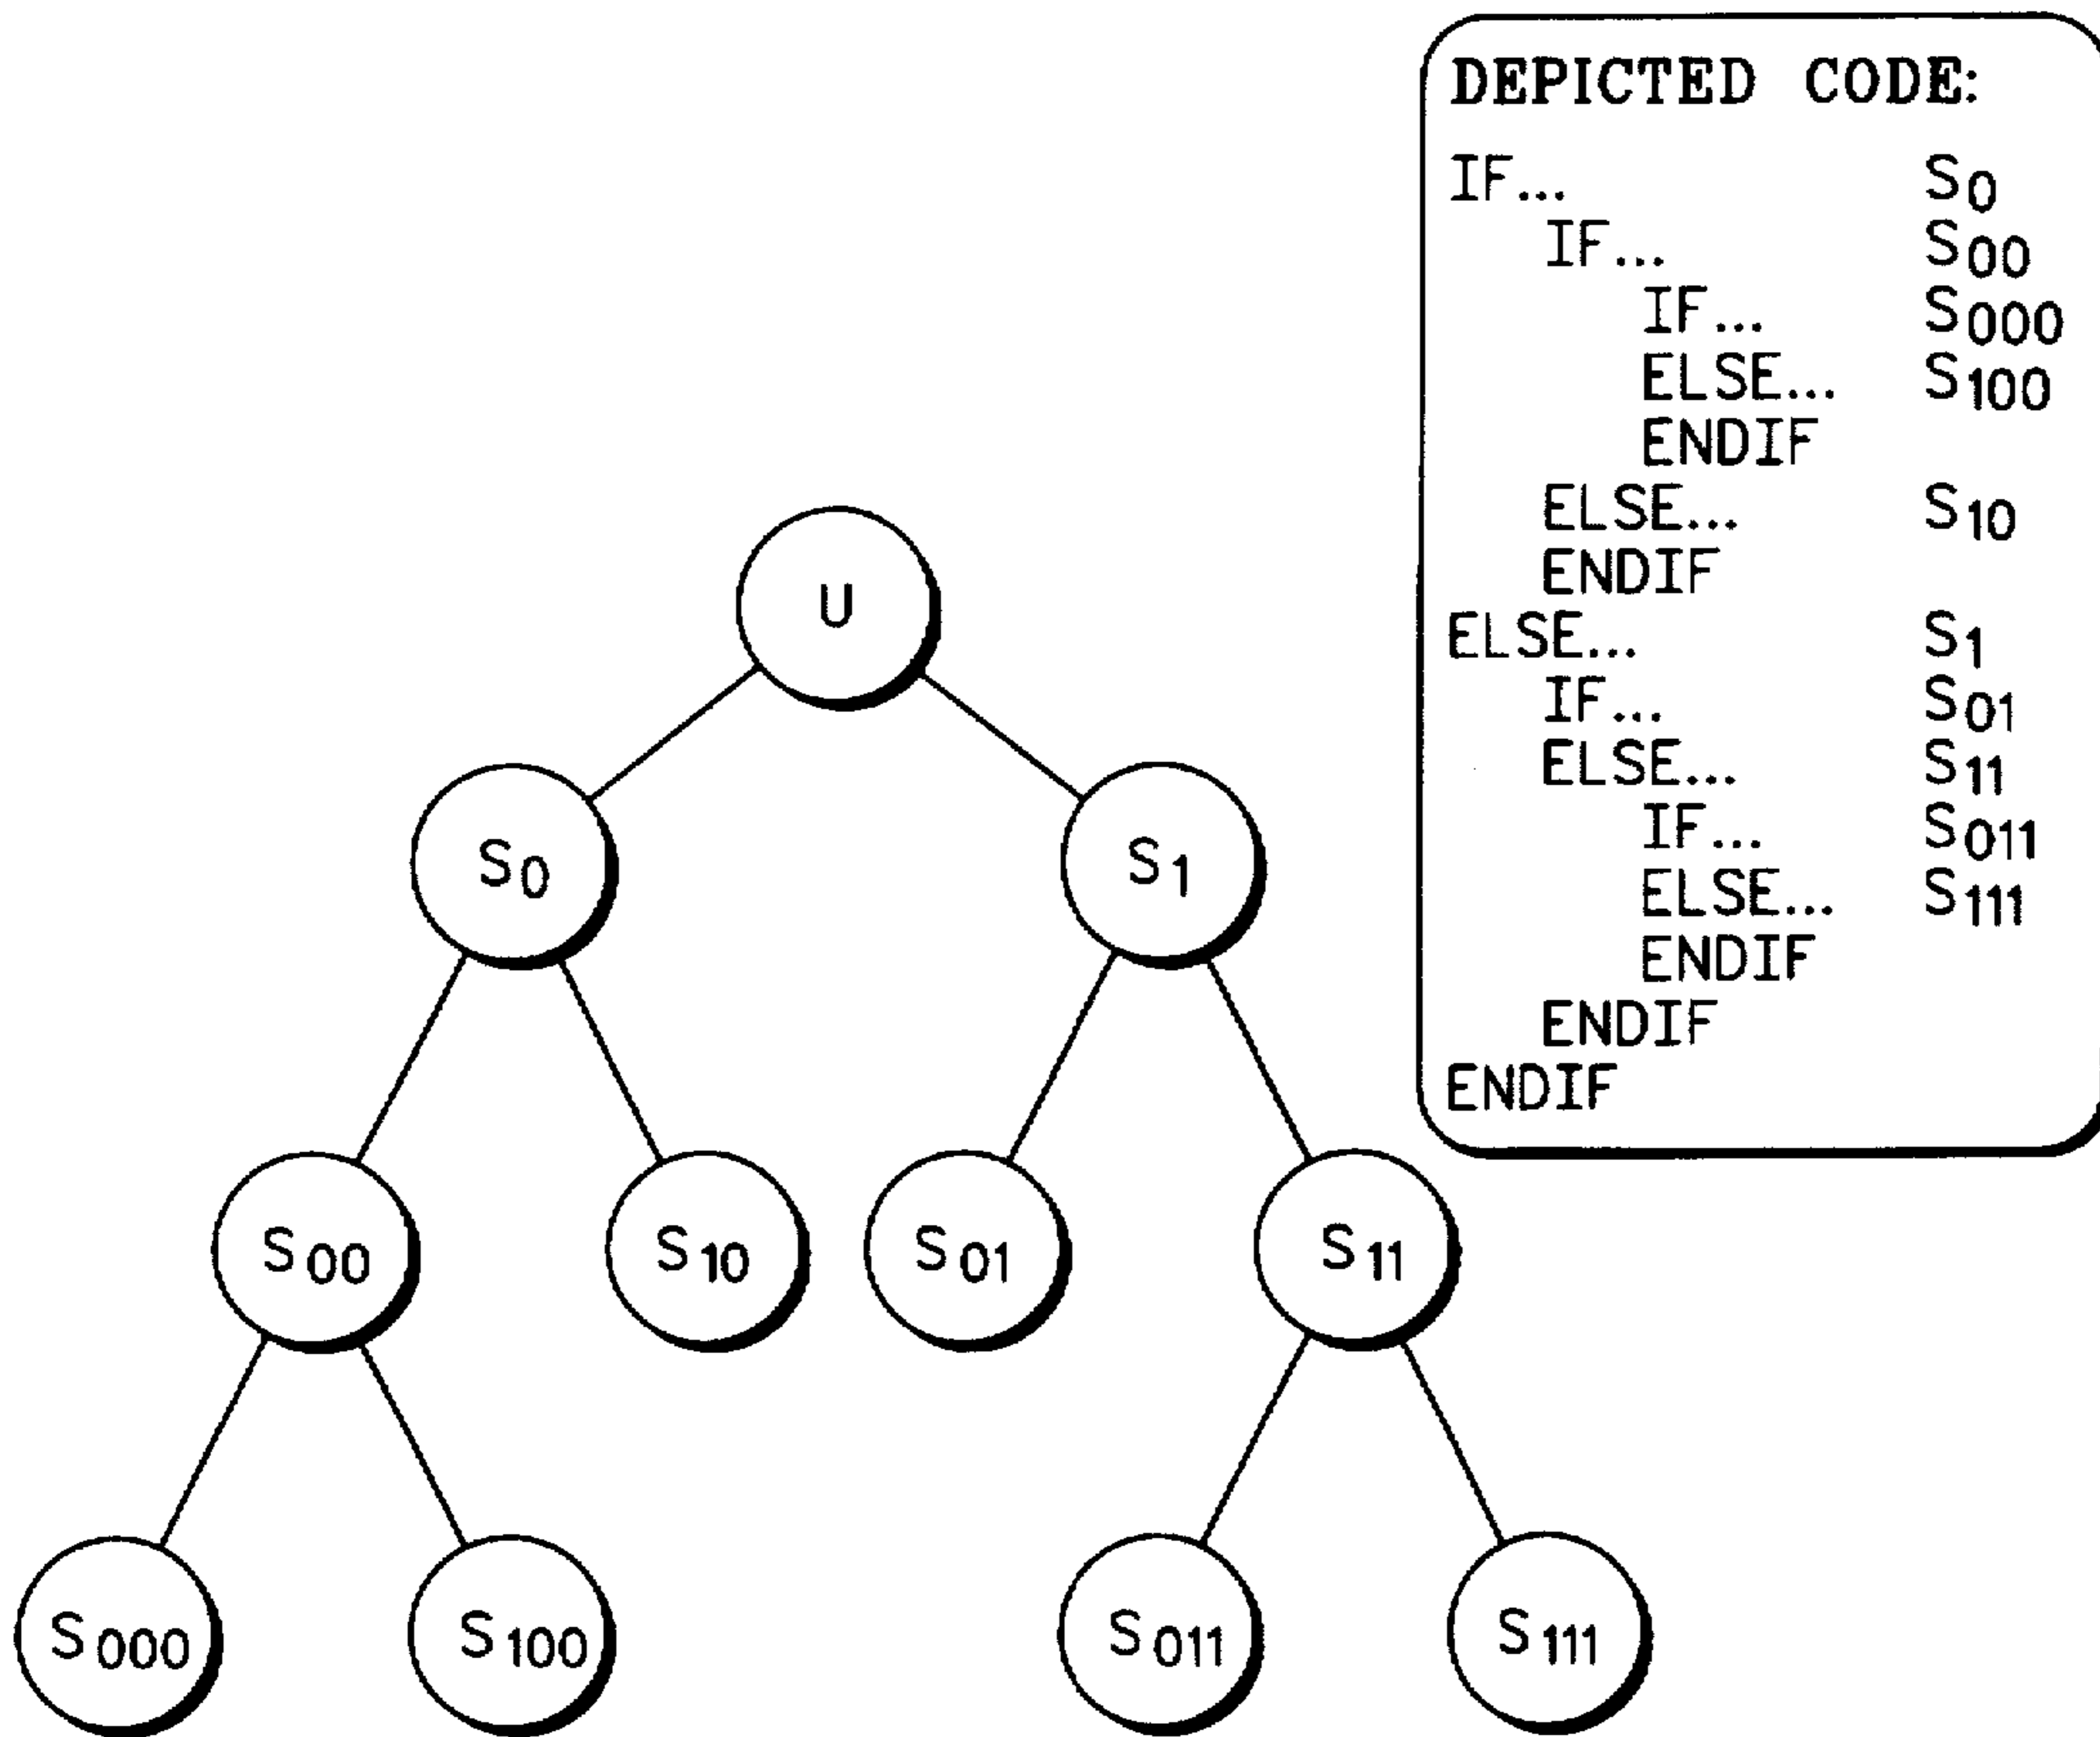 DEPICTED CODE:
IF... S0
IF... S00
IF... S000
ELSE... S100
ENDIF
ELSE... S10
ENDIF
ELSE... S1
IF... S01
ELSE... S11
IF... S011
ELSE... S111
ENDIF
ENDIF
ENDIF
U
S0 S1
S00 S10 S01 S11
S000 S100 S011 S111